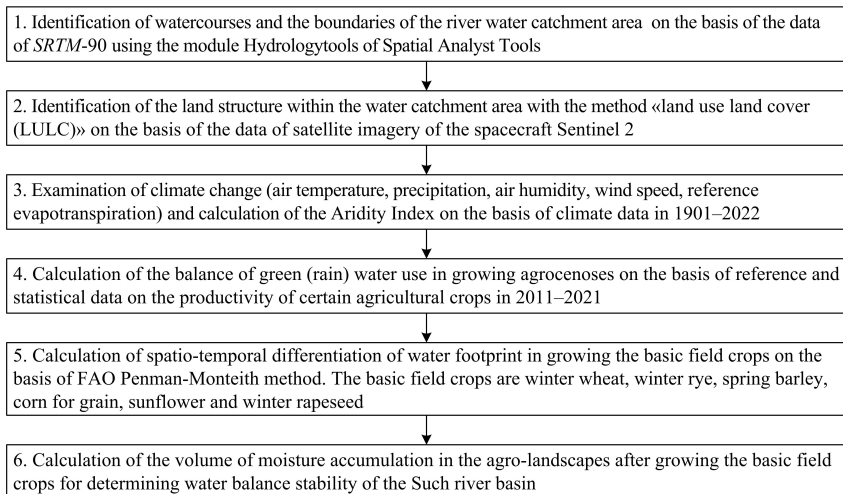 1. Identification of watercourses and the boundaries of the river water catchment area on the basis of the data
of SRTM-90 using the module Hydrologytools of Spatial Analyst Tools
2. Identification of the land structure within the water catchment area with the method «land use land cover
(LULC)» on the basis of the data of satellite imagery of the spacecraft Sentinel 2
3. Examination of climate change (air temperature, precipitation, air humidity, wind speed, reference
evapotranspiration) and calculation of the Aridity Index on the basis of climate data in 1901–2022
4. Calculation of the balance of green (rain) water use in growing agrocenoses on the basis of reference and
statistical data on the productivity of certain agricultural crops in 2011–2021
5. Calculation of spatio-temporal differentiation of water footprint in growing the basic field crops on the
basis of FAO Penman-Monteith method. The basic field crops are winter wheat, winter rye, spring barley,
corn for grain, sunflower and winter rapeseed
6. Calculation of the volume of moisture accumulation in the agro-landscapes after growing the basic field
crops for determining water balance stability of the Such river basin